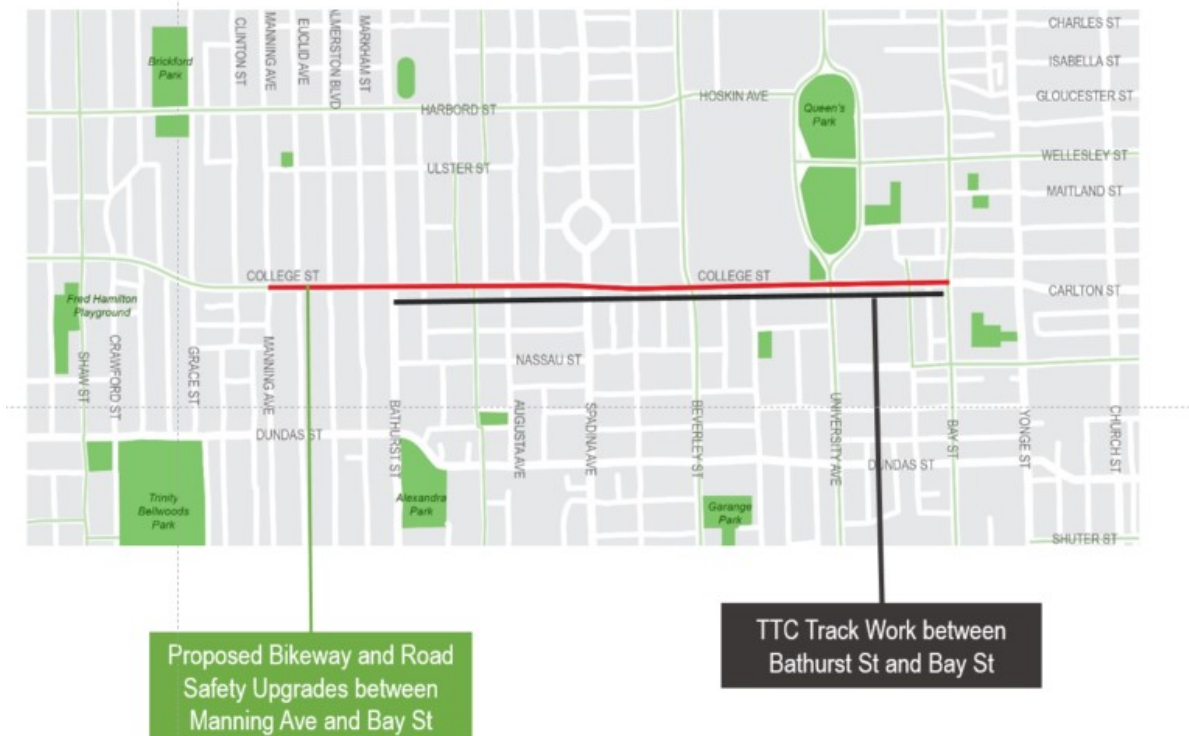 CHARLES ST
CLINTON ST
MANNING AVE
EUCLID AVE
LMERSTON BLVD
MARKHAM ST
Brickford
Park
ISABELLA ST
HOSKIN AVE
GLOUCESTER ST
HARBORD ST
Queen's
Park
WELLESLEY ST
ULSTER ST
MAITLAND ST
COLLEGE ST
COLLEGE ST
CARLTON ST
Fred Hamilton
Playground
NASSAU ST
SHAW ST
CRAWFORD ST
GRACE ST
MANNING AVE
BATHURST ST
AUGUSTA AVE
SPADINA AVE
BEVERLEY ST
UNIVERSITY AVE
BAY ST
YONGE ST
CHURCH ST
DUNDAS ST
DUNDAS ST
Trinity
Bellwoods
Park
Alexandra
Park
Garange
Park
SHUTER ST
TTC Track Work between
Bathurst St and Bay St
Proposed Bikeway and Road
Safety Upgrades between
Manning Ave and Bay St